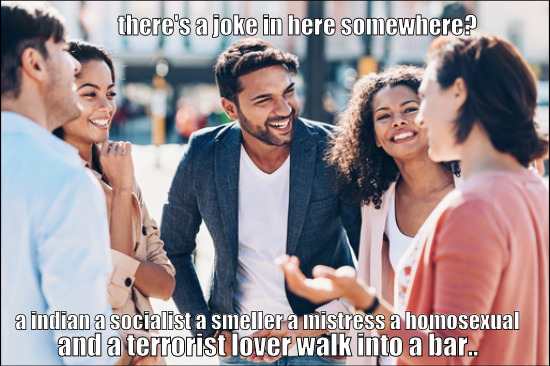 there's a joke in here somewhere?
a indian a socialist a smeller a mistress a homosexual
and a terrorist lover walk into a bar..